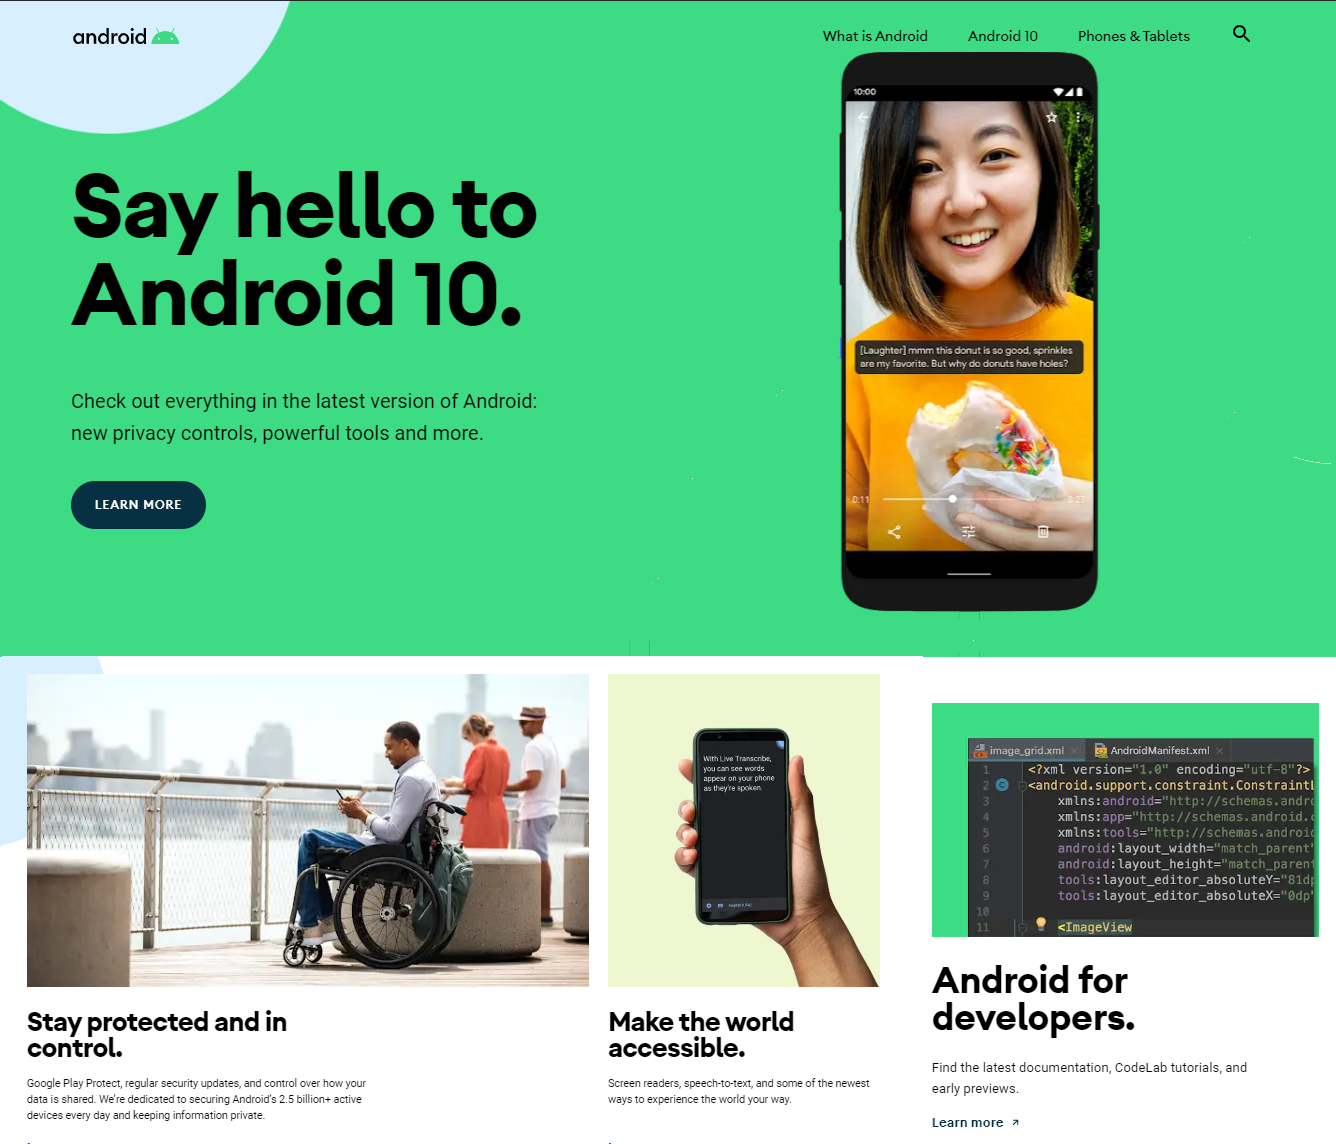 android
What is Android
Android 10
Phones & Tablets
10:00
Say hello to
Android 10.
[Laughter] mmm this donut is so good, sprinkles
are my favorite. But why do donuts have holes?
Check out everything in the latest version of Android:
new privacy controls, powerful tools and more.
LEARN MORE
0:11
0:27
With Live Transcribe,
you can see words
appear on your phone
as they're spoken.
Stay protected and in
control.
Google Play Protect, regular security updates, and control over how your
data is shared. We're dedicated to securing Android's 2.5 billion+ active
devices every day and keeping information private.
Make the world
accessible.
Screen readers, speech-to-text, and some of the newest
ways to experience the world your way.
image_grid.xml
AndroidManifest.xml
1 <?xml version="1.0" encoding="utf-8"?>
2 <android.support.constraint.Constraint
3 xmlns:android="http://schemas.andro
4 xmlns:app="http://schemas.android.
5 xmlns:tools="http://schemas.android
6 android:layout_width="match_parent"
7 android:layout_height="match_parent
8 tools:layout_editor_absoluteY="81dp
9 tools:layout_editor_absoluteX="0dp"
10
11 <ImageView
Android for
developers.
Find the latest documentation, CodeLab tutorials, and
early previews.
Learn more